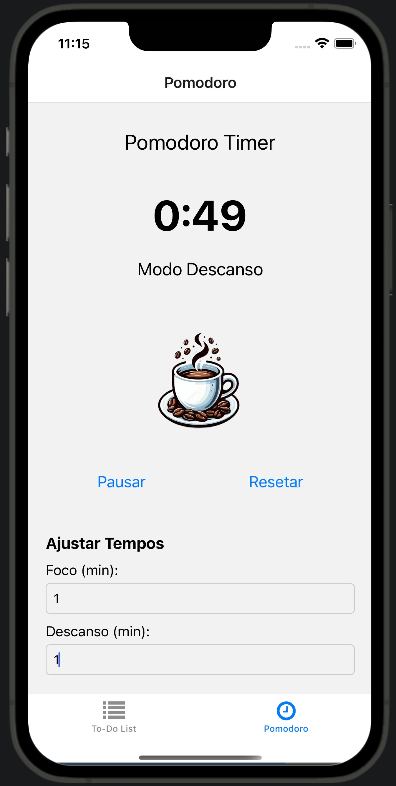 11:15
Pomodoro
Pomodoro Timer
0:49
Modo Descanso
Pausar Resetar
Ajustar Tempos
Foco (min):
1
Descanso (min):
1
To-Do List Pomodoro